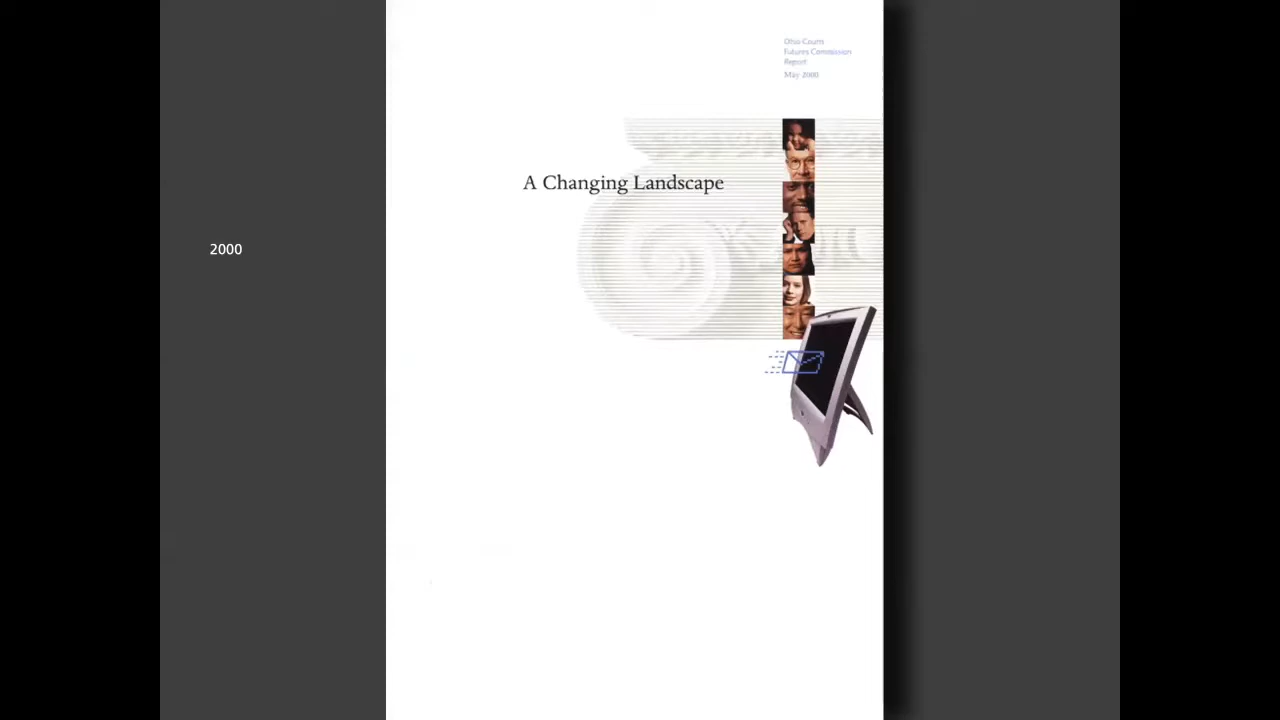 Ohio Courts
Futures Commission
Report
May 2000
A Changing Landscape
2000